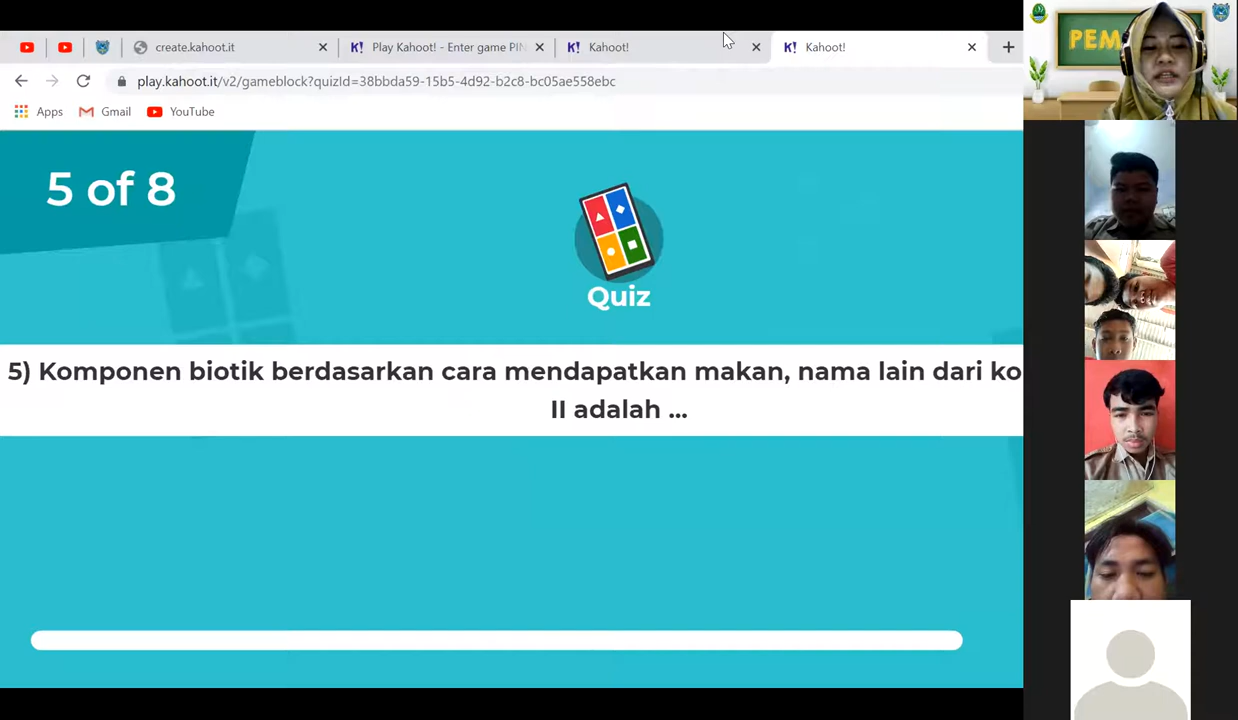 create.kahoot.it
Play Kahoot! - Enter game PIN
Kahoot!
Kahoot!
play.kahoot.it/v2/gameblock?quizId=38bbda59-15b5-4d92-b2c8-bc05ae558ebc
Apps
Gmail
YouTube
5 of 8
Quiz
5) Komponen biotik berdasarkan cara mendapatkan makan, nama lain dari ko
II adalah ...
PEM